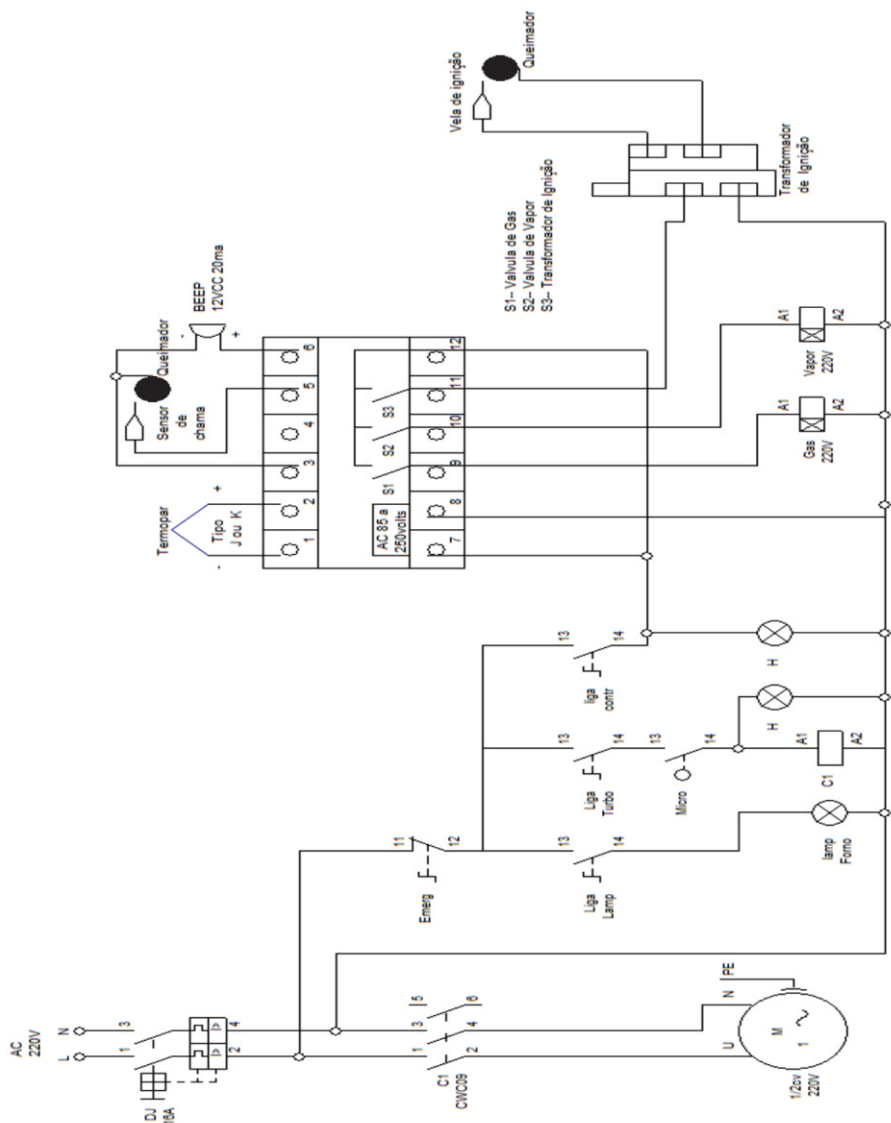 AC
220V
L
N
1
3
DJ
16A
2
4
C1
CWC09
1
3
5
2
4
6
U
N
PE
M
1
1/2cv
220V
Emerg
11
12
Liga
Lamp
13
14
lamp
Forno
Liga
Turbo
13
14
Micro
13
14
A1
A2
C1
H
liga
contr
13
14
H
Termopar
-
+
Tipo
J ou K
Sensor
de
chama
Queimador
-
+
BEEP
12VCC 20ma
1
2
3
4
5
6
AC 85 a
250volts
S1
S2
S3
7
8
9
10
11
12
Gas
220V
A1
A2
Vapor
220V
A1
A2
S1-- Valvula de Gas
S2-- Valvula de Vapor
S3-- Transformador de Ignição
Vela de ignição
Queimador
Transformador
de Ignição